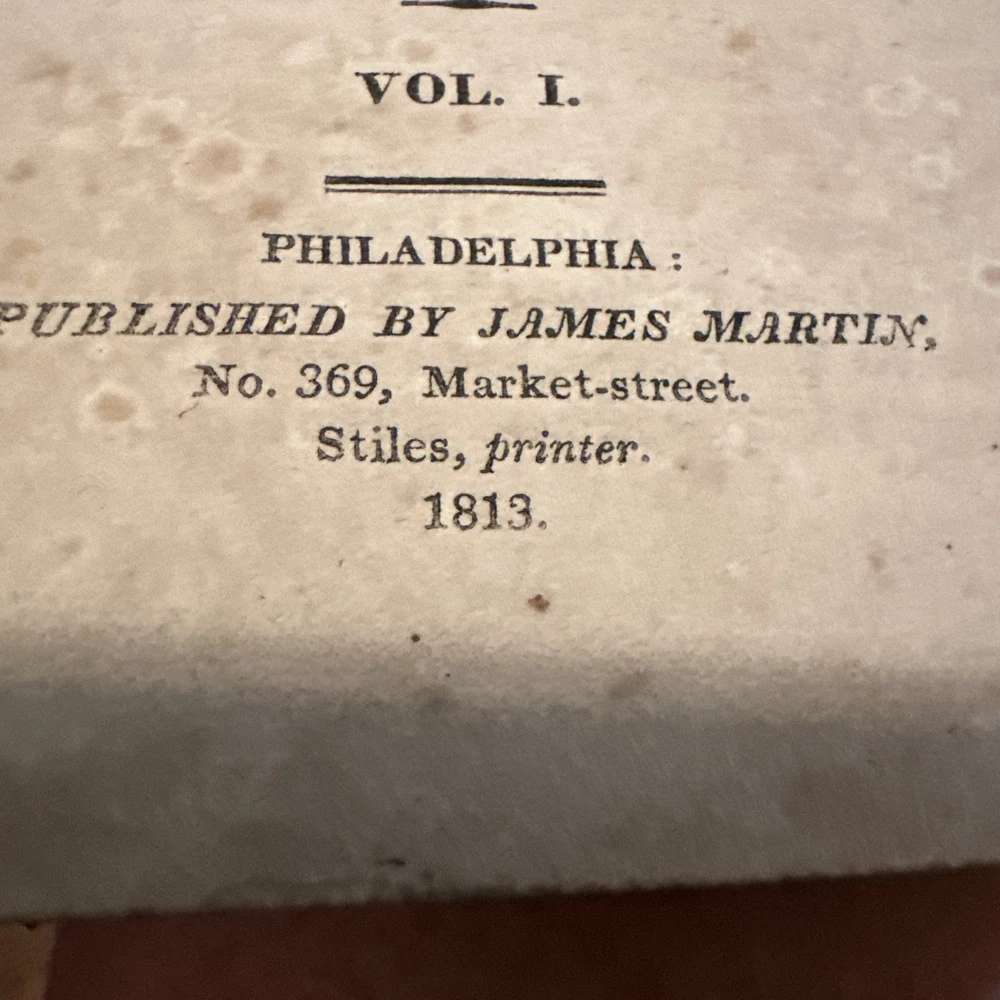 VOL. I.
PHILADELPHIA :
PUBLISHED BY JAMES MARTIN,
No. 369, Market-street.
Stiles, printer.
1813.